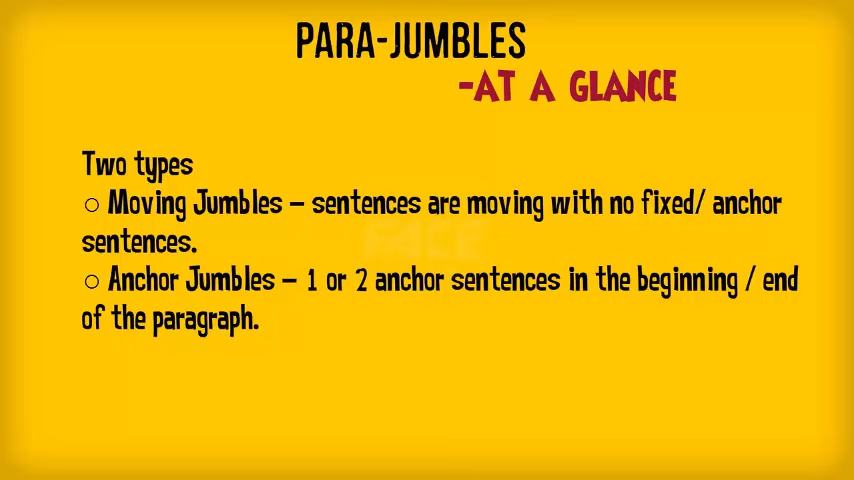 PARA-JUMBLES
-AT A GLANCE
Two types
○ Moving Jumbles – sentences are moving with no fixed/ anchor
sentences.
○ Anchor Jumbles – 1 or 2 anchor sentences in the beginning / end
of the paragraph.